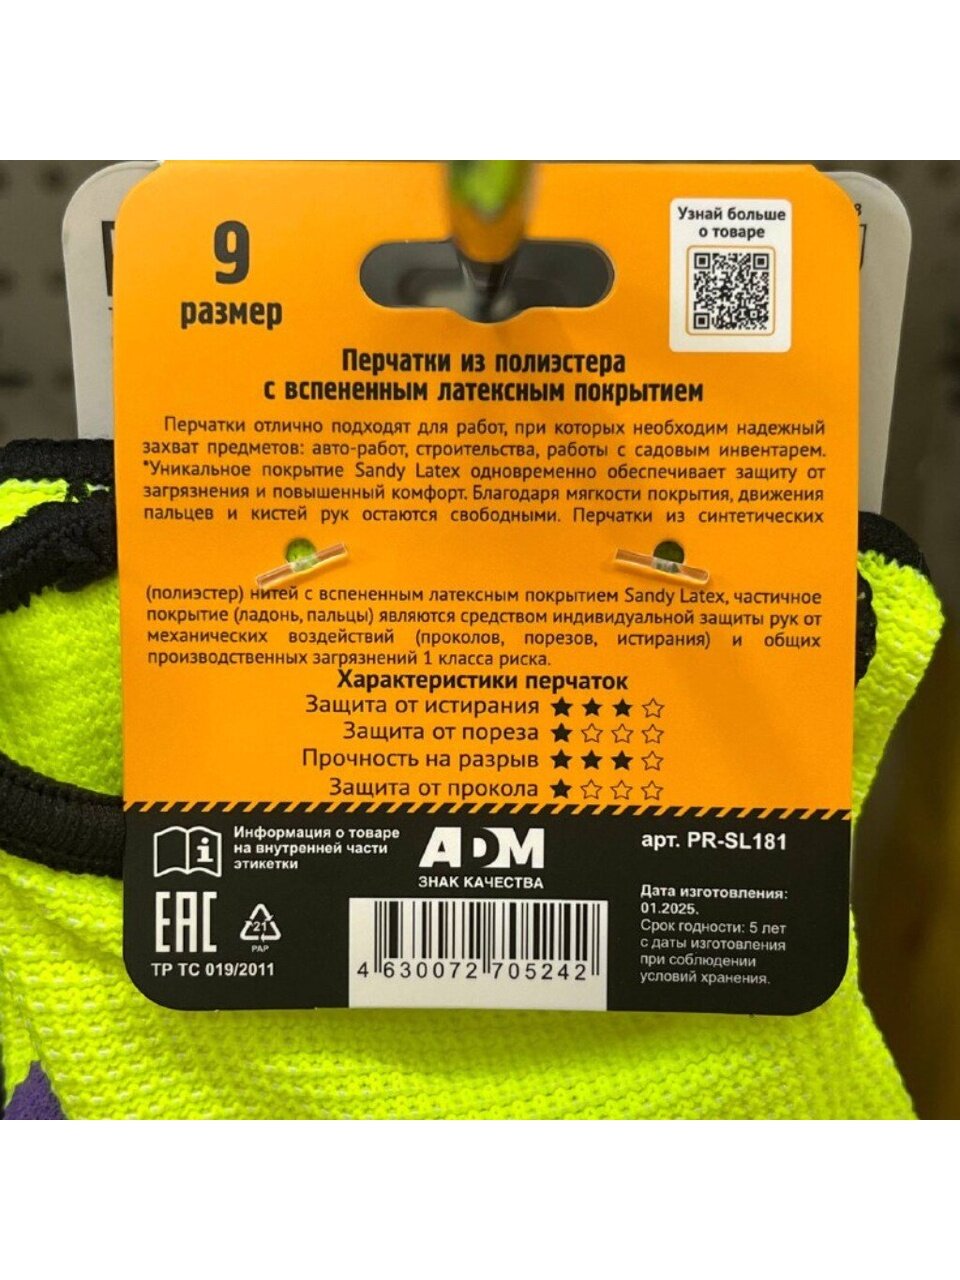 9
размер
Узнай больше
о товаре
Перчатки из полиэстера
с вспененным латексным покрытием
Перчатки отлично подходят для работ, при которых необходим надежный
захват предметов: авто-работ, строительства, работы с садовым инвентарем.
*Уникальное покрытие Sandy Latex одновременно обеспечивает защиту от
загрязнения и повышенный комфорт. Благодаря мягкости покрытия, движения
пальцев и кистей рук остаются свободными. Перчатки из синтетических
(полиэстер) нитей с вспененным латексным покрытием Sandy Latex, частичное
покрытие (ладонь, пальцы) являются средством индивидуальной защиты рук от
механических воздействий (проколов, порезов, истирания) и общих
производственных загрязнений 1 класса риска.
Характеристики перчаток
Защита от истирания ★★★☆
Защита от пореза ★☆☆☆
Прочность на разрыв ★★★☆
Защита от прокола ★☆☆☆
Информация о товаре
на внутренней части
этикетки
ADM
ЗНАК КАЧЕСТВА
арт. PR-SL181
EAC
21
PAP
ТР ТС 019/2011
4 630072 705242
Дата изготовления:
01.2025.
Срок годности: 5 лет
с даты изготовления
при соблюдении
условий хранения.